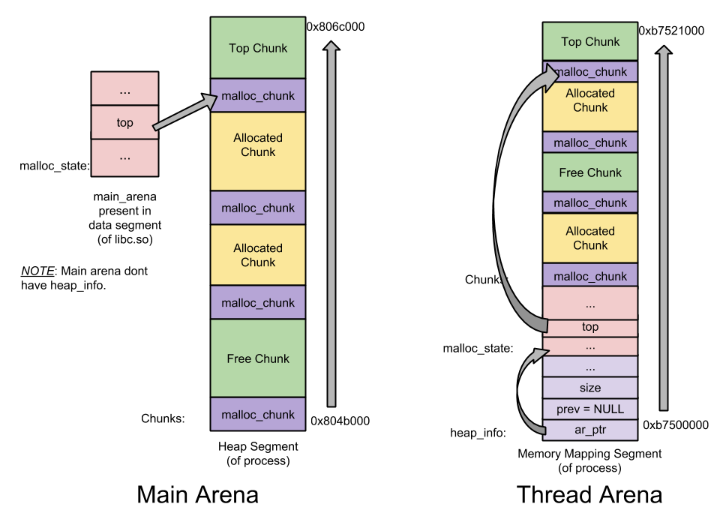 0x806c000
Top Chunk
malloc_chunk
...
top
...
malloc_state:
Allocated
Chunk
main_arena
present in
data segment
(of libc.so)
malloc_chunk
Allocated
Chunk
NOTE: Main arena dont
have heap_info.
malloc_chunk
Free Chunk
Chunks:
malloc_chunk
0x804b000
Heap Segment
(of process)
Main Arena
0xb7521000
Top Chunk
malloc_chunk
Allocated
Chunk
malloc_chunk
Free Chunk
malloc_chunk
Allocated
Chunk
Chunks:
malloc_chunk
...
top
malloc_state:
...
...
size
prev = NULL
heap_info:
ar_ptr
0xb7500000
Memory Mapping Segment
(of process)
Thread Arena